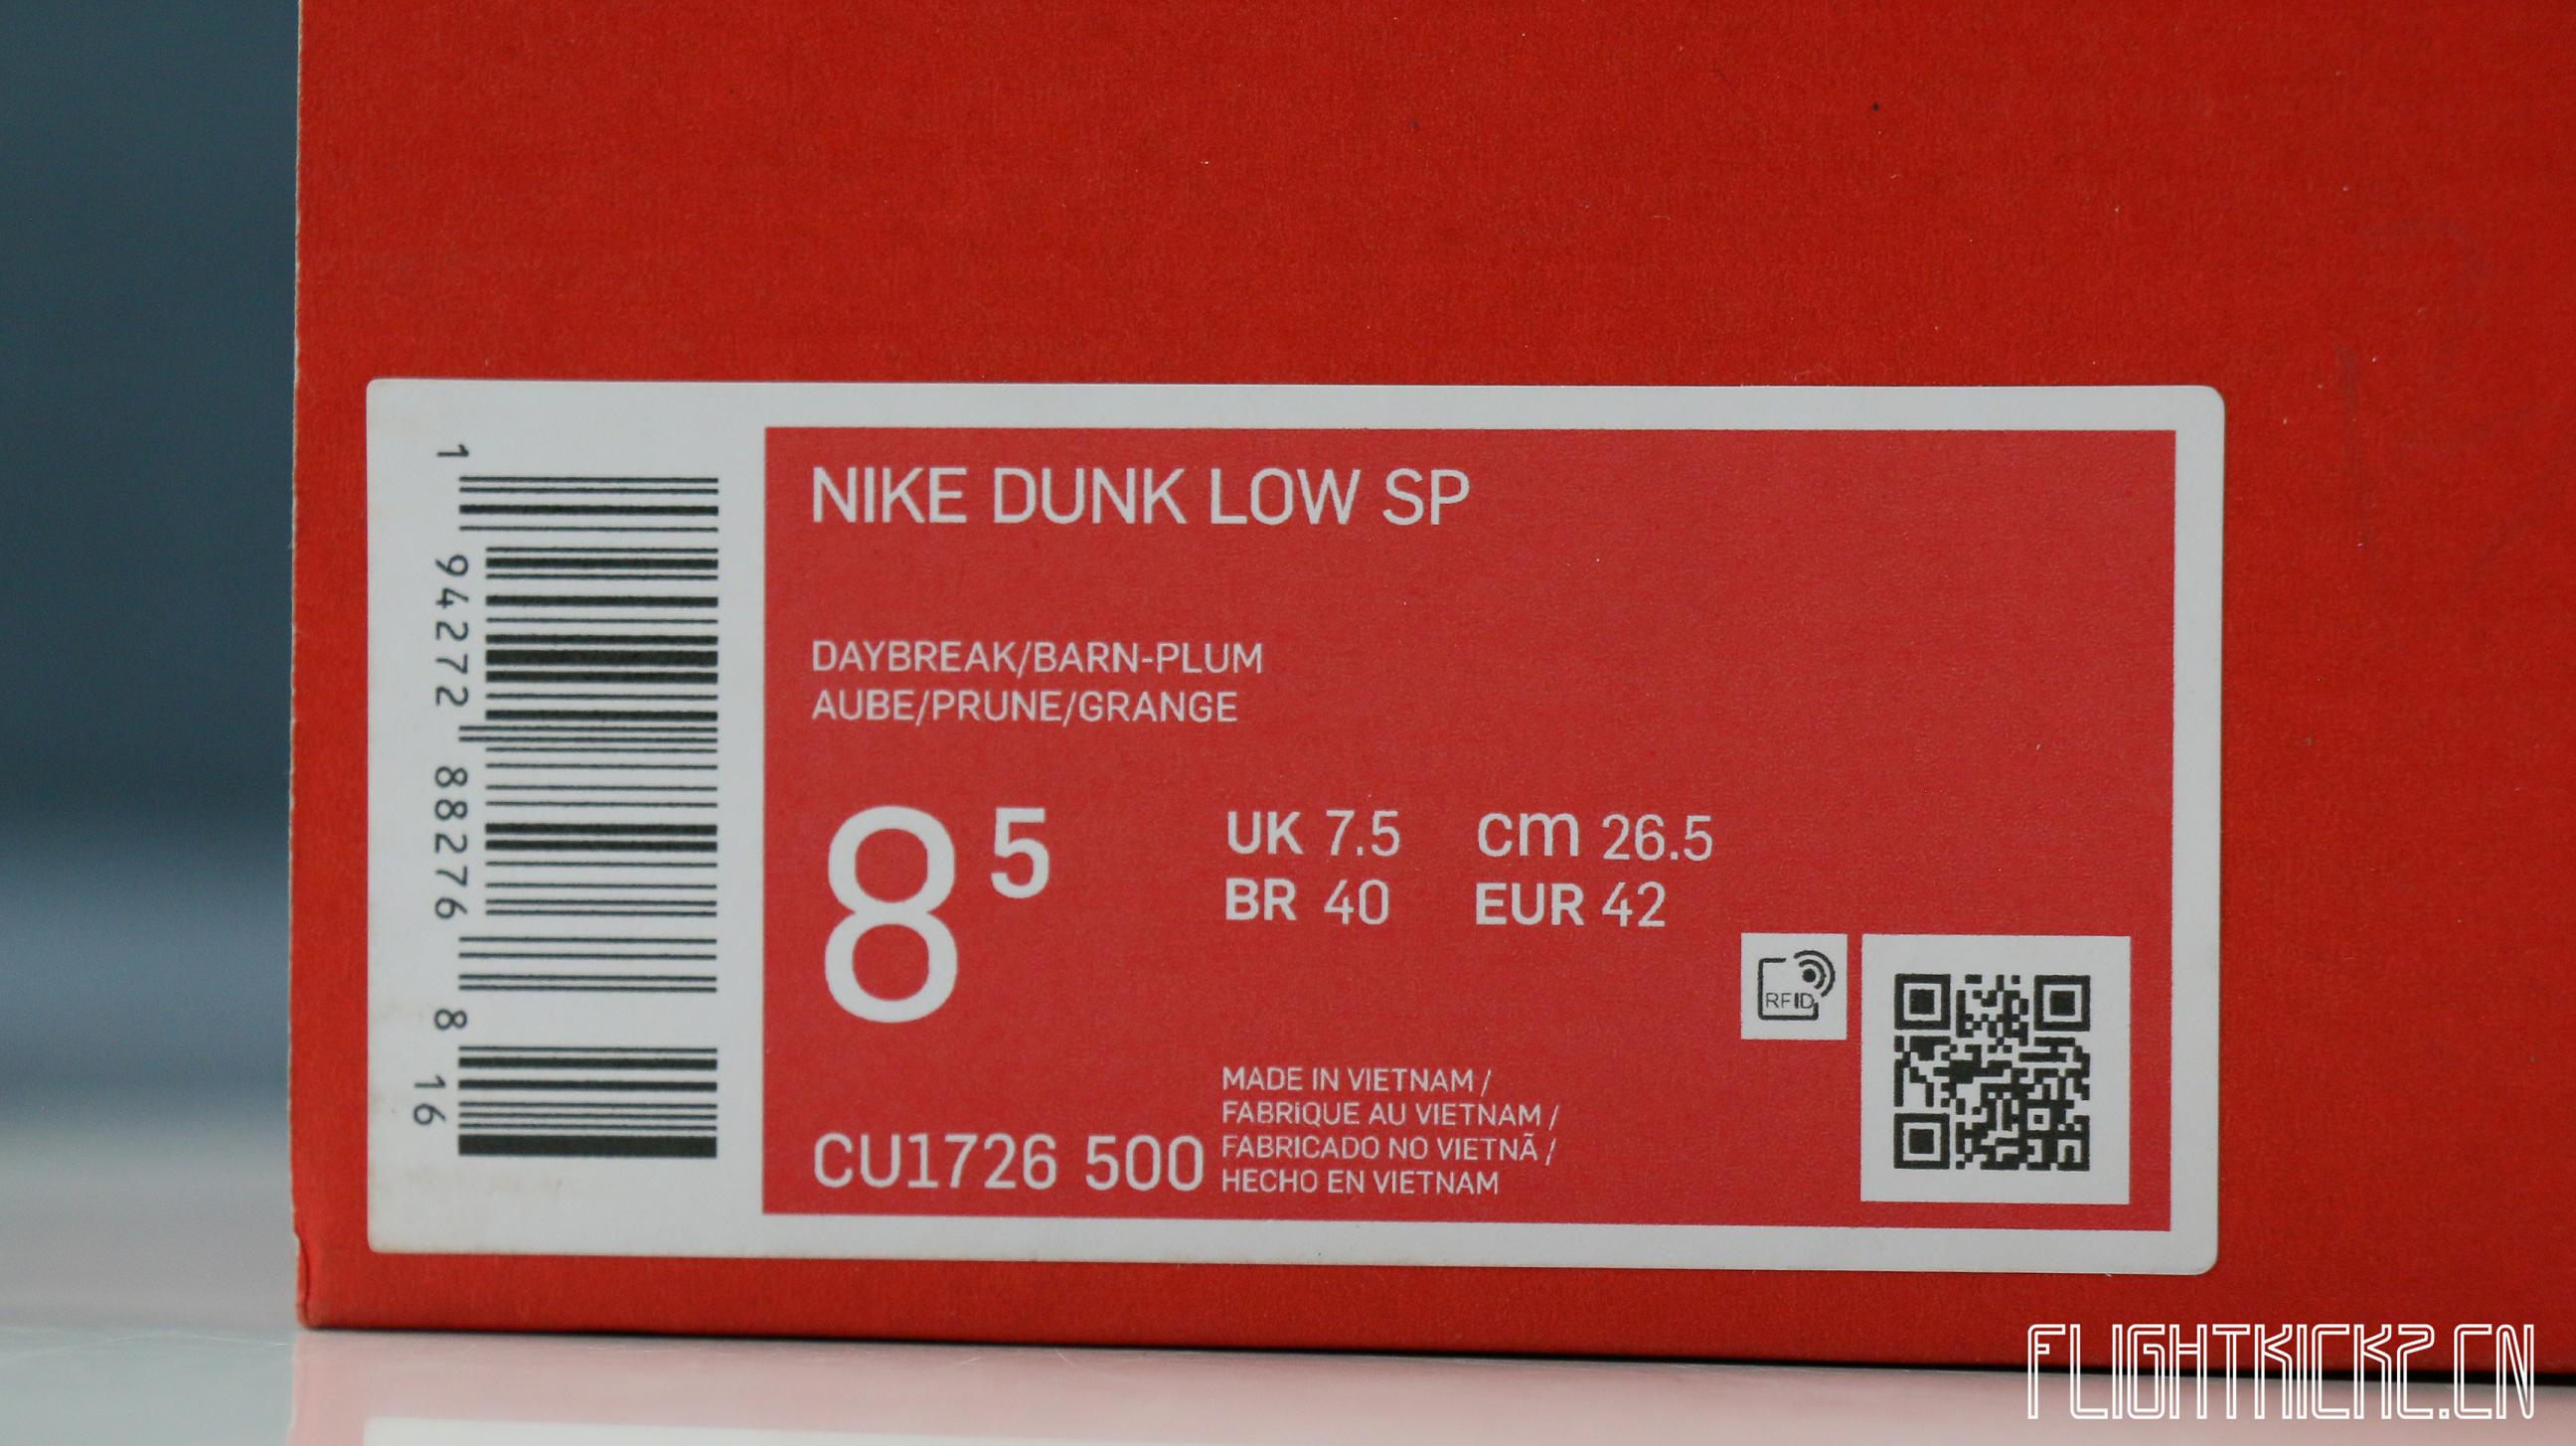 1 94272 88276 8 16
NIKE DUNK LOW SP
DAYBREAK/BARN-PLUM
AUBE/PRUNE/GRANGE
8 5
UK 7.5 cm 26.5
BR 40 EUR 42
RFID
MADE IN VIETNAM /
FABRIQUE AU VIETNAM /
FABRICADO NO VIETNÃ /
HECHO EN VIETNAM
CU1726 500
FLIGHTKICKZ.CN